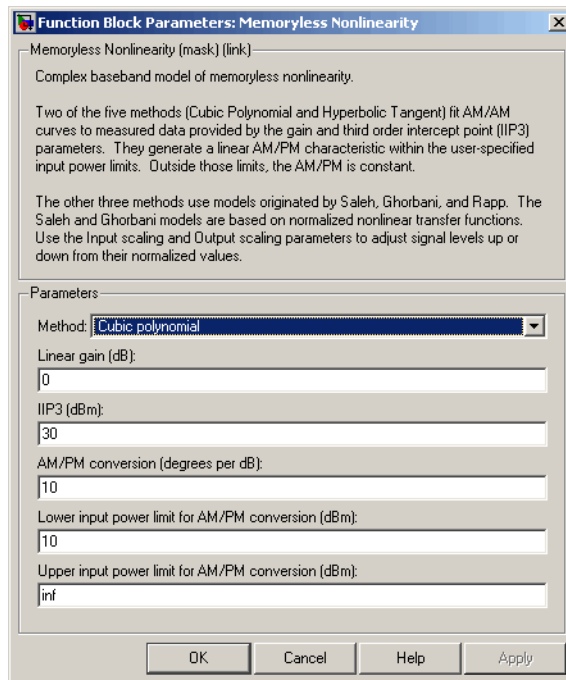 Function Block Parameters: Memoryless Nonlinearity
Memoryless Nonlinearity (mask) (link)
Complex baseband model of memoryless nonlinearity.
Two of the five methods (Cubic Polynomial and Hyperbolic Tangent) fit AM/AM
curves to measured data provided by the gain and third order intercept point (IIP3)
parameters. They generate a linear AM/PM characteristic within the user-specified
input power limits. Outside those limits, the AM/PM is constant.
The other three methods use models originated by Saleh, Ghorbani, and Rapp. The
Saleh and Ghorbani models are based on normalized nonlinear transfer functions.
Use the Input scaling and Output scaling parameters to adjust signal levels up or
down from their normalized values.
Parameters
Method: Cubic polynomial
Linear gain (dB):
0
IIP3 (dBm):
30
AM/PM conversion (degrees per dB):
10
Lower input power limit for AM/PM conversion (dBm):
10
Upper input power limit for AM/PM conversion (dBm):
inf
OK Cancel Help Apply